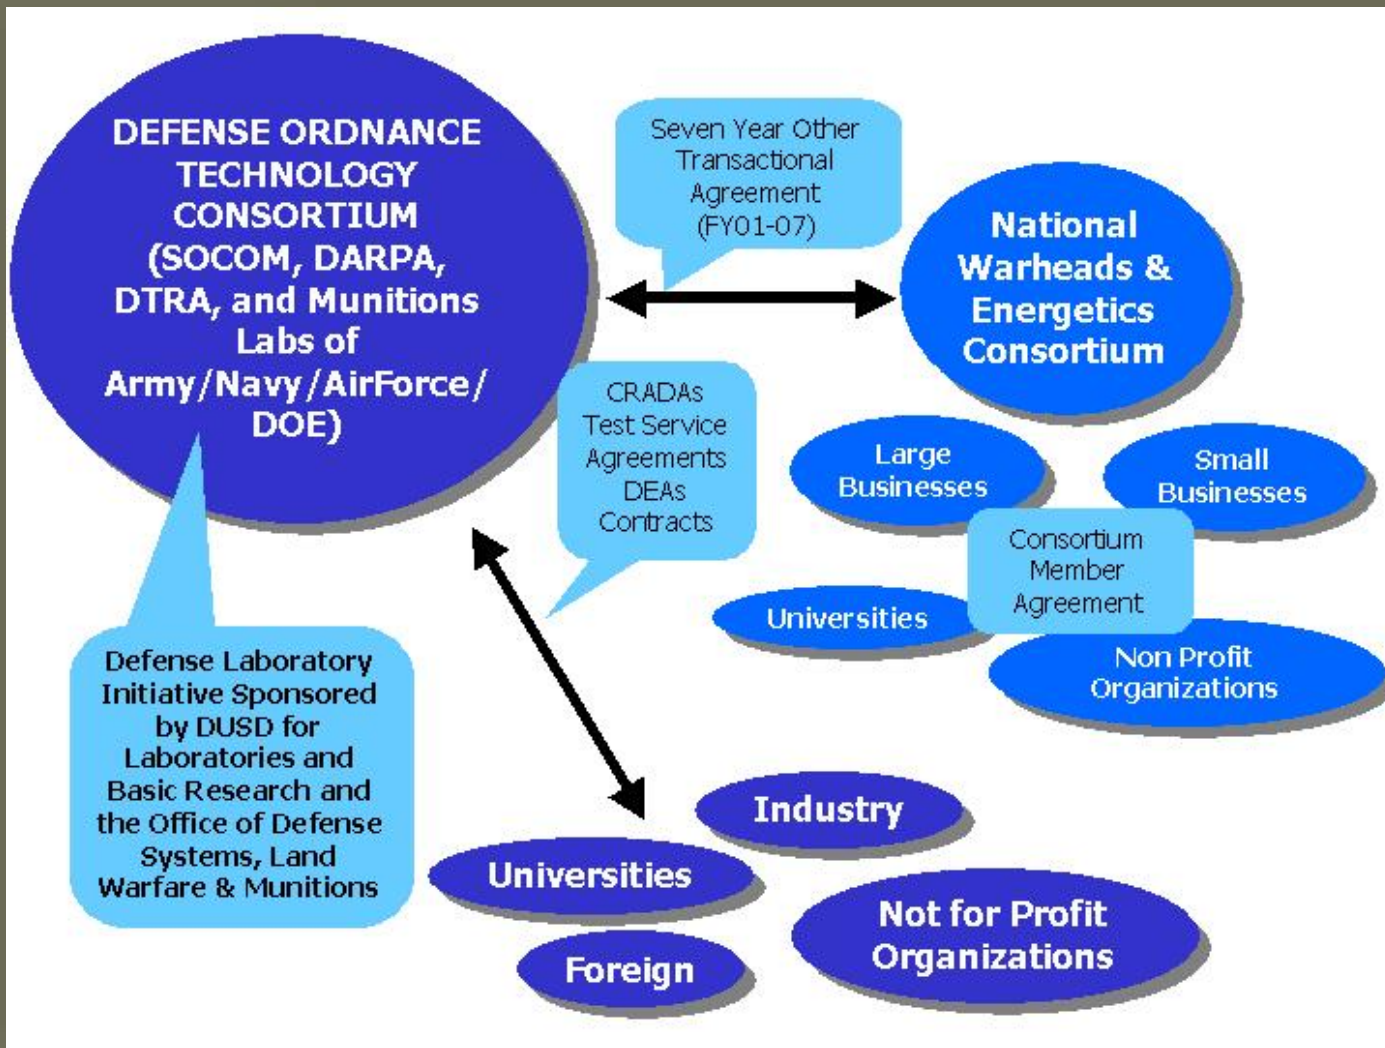 DEFENSE ORDNANCE
TECHNOLOGY
CONSORTIUM
(SOCOM, DARPA,
DTRA, and Munitions
Labs of
Army/Navy/AirForce/
DOE)
Seven Year Other
Transactional
Agreement
(FY01-07)
National
Warheads &
Energetics
Consortium
CRADAs
Test Service
Agreements
DEAs
Contracts
Large
Businesses
Small
Businesses
Consortium
Member
Agreement
Universities
Non Profit
Organizations
Defense Laboratory
Initiative Sponsored
by DUSD for
Laboratories and
Basic Research and
the Office of Defense
Systems, Land
Warfare & Munitions
Industry
Universities
Not for Profit
Organizations
Foreign